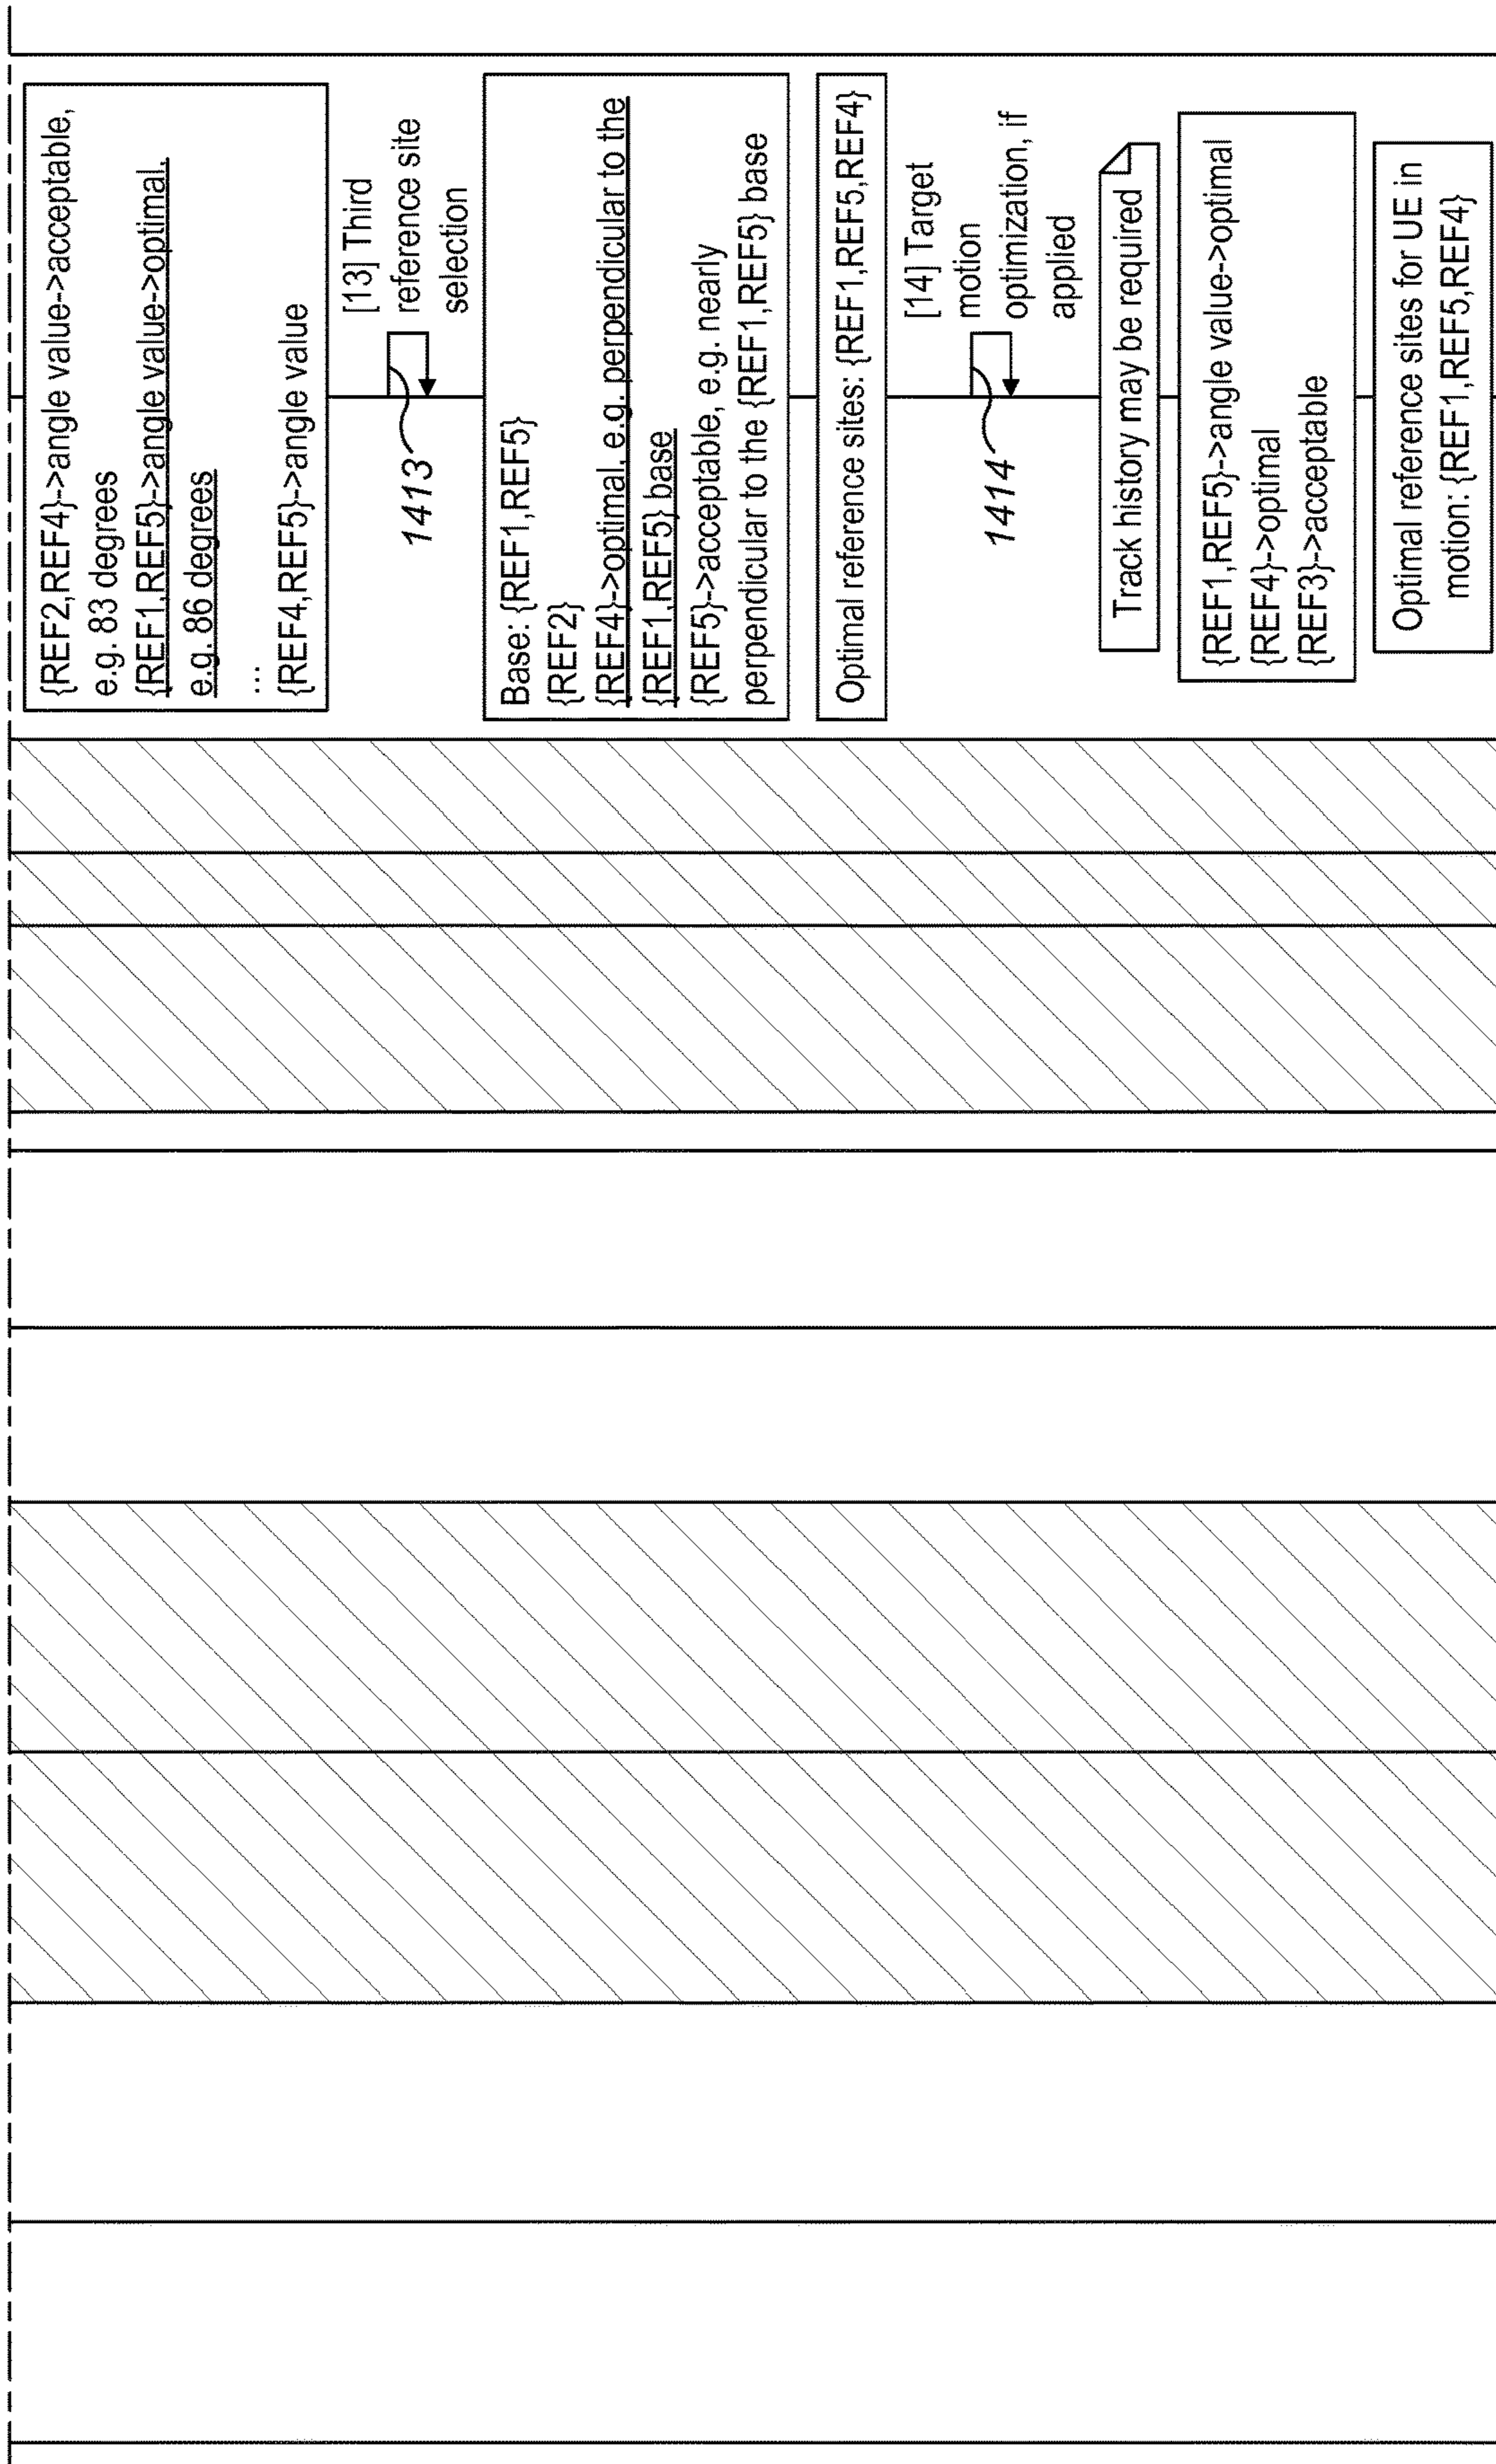 {REF2,REF4}->angle value->acceptable,
e.g. 83 degrees
{REF1,REF5}->angle value->optimal.
e.g. 86 degrees
...
{REF4,REF5}->angle value
[13] Third
reference site
selection
1413
Base: {REF1,REF5}
{REF2}
{REF4}->optimal, e.g. perpendicular to the
{REF1,REF5} base
{REF5}->acceptable, e.g. nearly
perpendicular to the {REF1,REF5} base
Optimal reference sites: {REF1,REF5,REF4}
[14] Target
motion
optimization, if
applied
1414
Track history may be required
{REF1,REF5}->angle value->optimal
{REF4}->optimal
{REF3}->acceptable
Optimal reference sites for UE in
motion: {REF1,REF5,REF4}